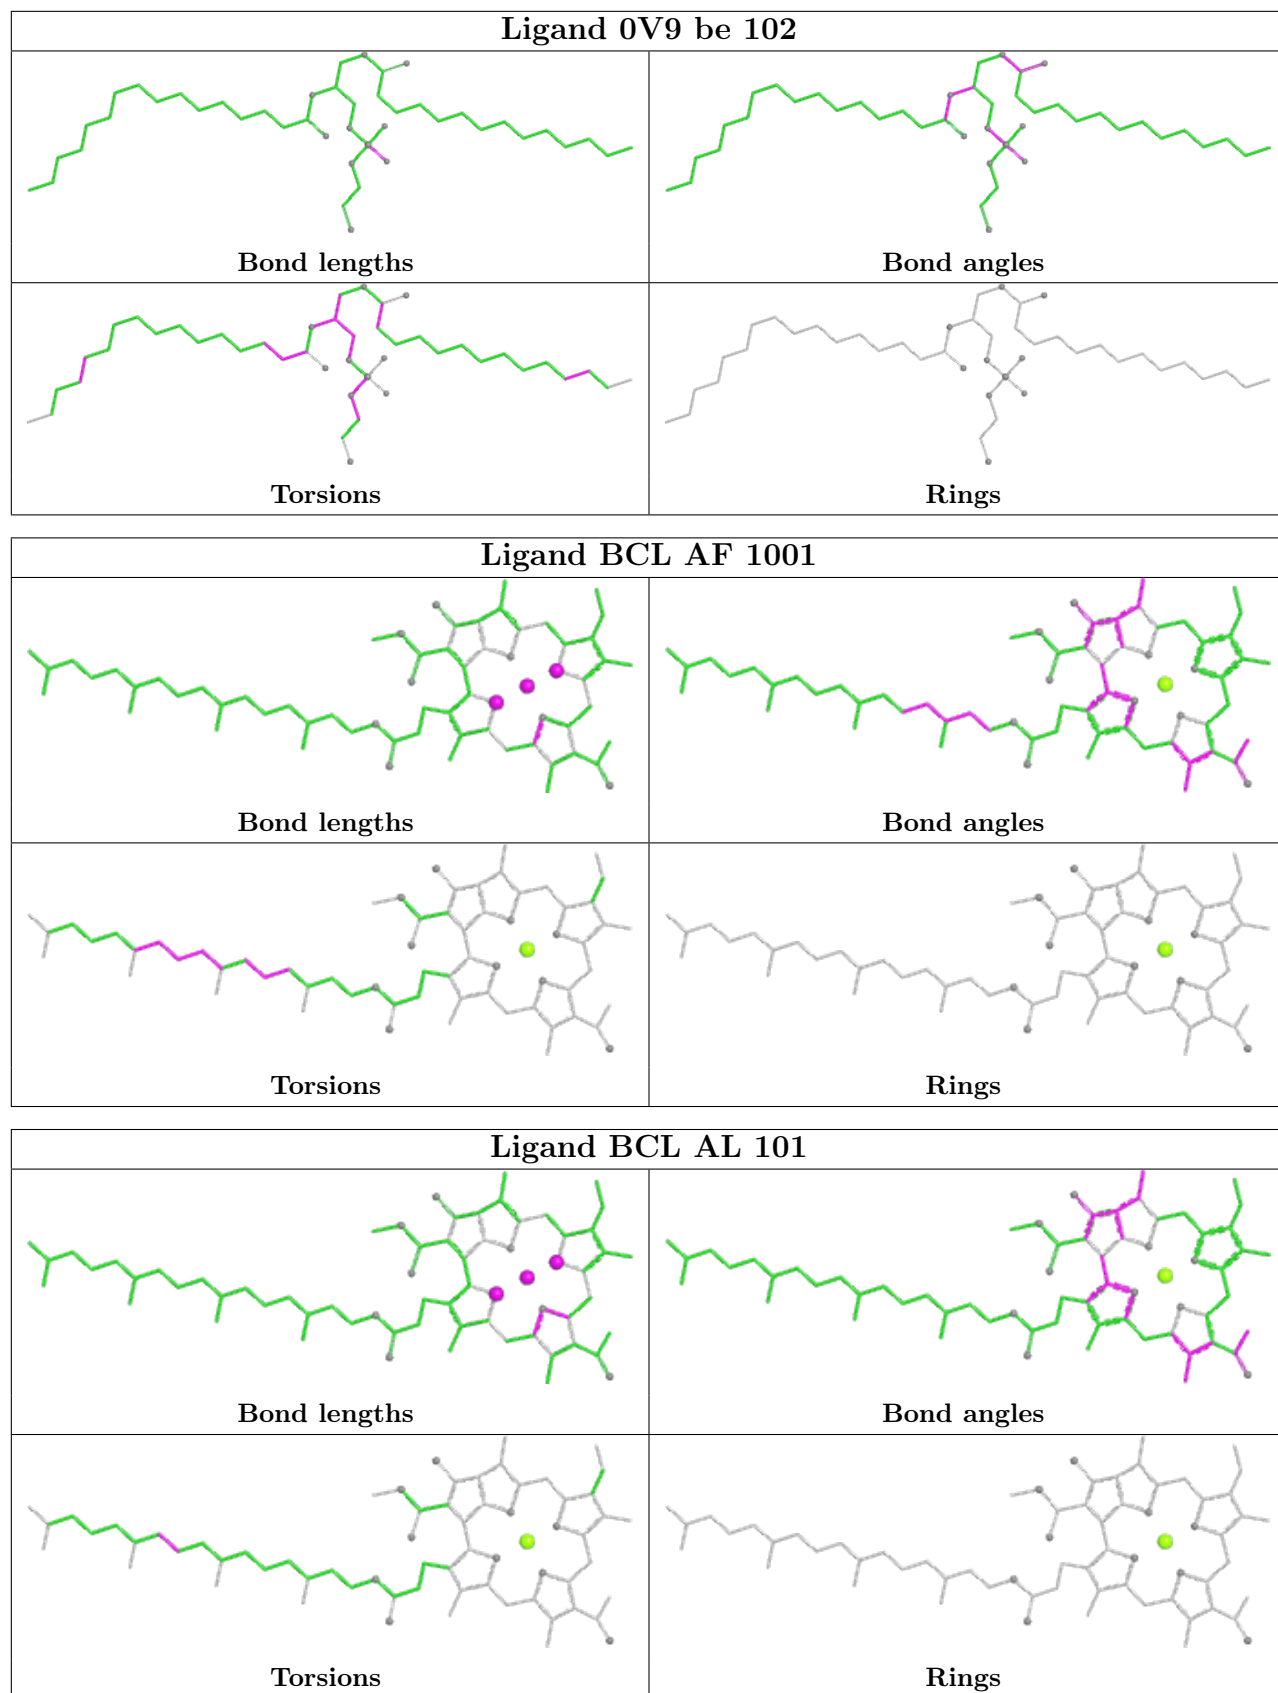 Ligand 0V9 be 102
Bond lengths
Bond angles
Torsions
Rings
Ligand BCL AF 1001
Bond lengths
Bond angles
Torsions
Rings
Ligand BCL AL 101
Bond lengths
Bond angles
Torsions
Rings